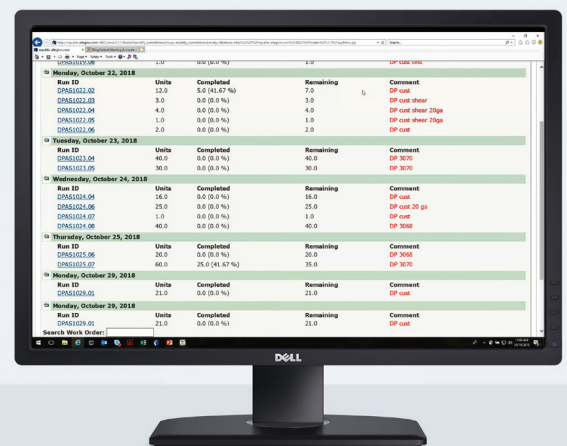 DPAS1019.06 1.0 0.0 (0.0 %) 1.0 DP cust
Monday, October 22, 2018
Run ID Units Completed Remaining Comment
DPAS1022.02 12.0 5.0 (41.67 %) 7.0 DP cust
DPAS1022.03 3.0 0.0 (0.0 %) 3.0 DP cust shear
DPAS1022.04 4.0 0.0 (0.0 %) 4.0 DP cust shear 20ga
DPAS1022.05 1.0 0.0 (0.0 %) 1.0 DP cust shear 20ga
DPAS1022.06 2.0 0.0 (0.0 %) 2.0 DP cust
Tuesday, October 23, 2018
Run ID Units Completed Remaining Comment
DPAS1023.04 40.0 0.0 (0.0 %) 40.0 DP 3070
DPAS1023.05 30.0 0.0 (0.0 %) 30.0 DP 3070
Wednesday, October 24, 2018
Run ID Units Completed Remaining Comment
DPAS1024.04 16.0 0.0 (0.0 %) 16.0 DP cust
DPAS1024.06 25.0 0.0 (0.0 %) 25.0 DP cust 20 ga
DPAS1024.07 1.0 0.0 (0.0 %) 1.0 DP cust
DPAS1024.08 40.0 0.0 (0.0 %) 40.0 DP 3068
Thursday, October 25, 2018
Run ID Units Completed Remaining Comment
DPAS1025.06 20.0 0.0 (0.0 %) 20.0 DP 3068
DPAS1025.07 60.0 25.0 (41.67 %) 35.0 DP 3070
Monday, October 29, 2018
Run ID Units Completed Remaining Comment
DPAS1029.01 21.0 0.0 (0.0 %) 21.0 DP cust
Monday, October 29, 2018
Run ID Units Completed Remaining Comment
DPAS1029.01 21.0 0.0 (0.0 %) 21.0 DP cust
Search Work Order:
DELL